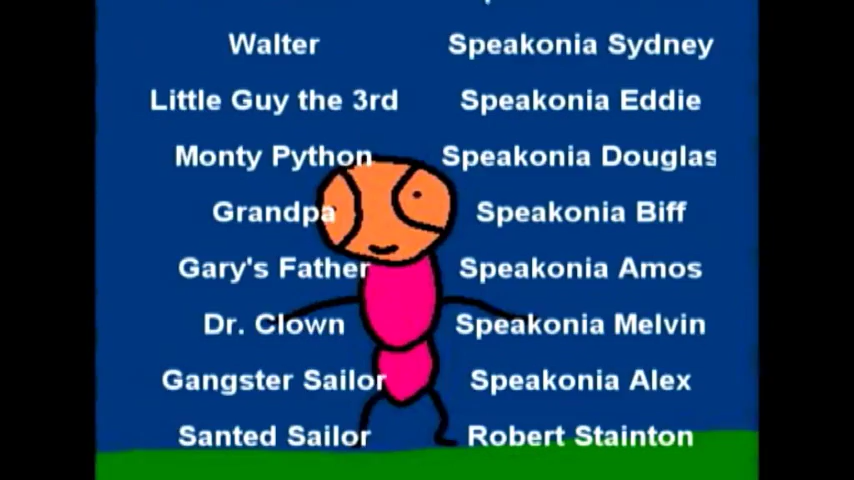 Walter Speakonia Sydney
Little Guy the 3rd Speakonia Eddie
Monty Python Speakonia Douglas
Grandpa Speakonia Biff
Gary's Father Speakonia Amos
Dr. Clown Speakonia Melvin
Gangster Sailor Speakonia Alex
Santed Sailor Robert Stainton